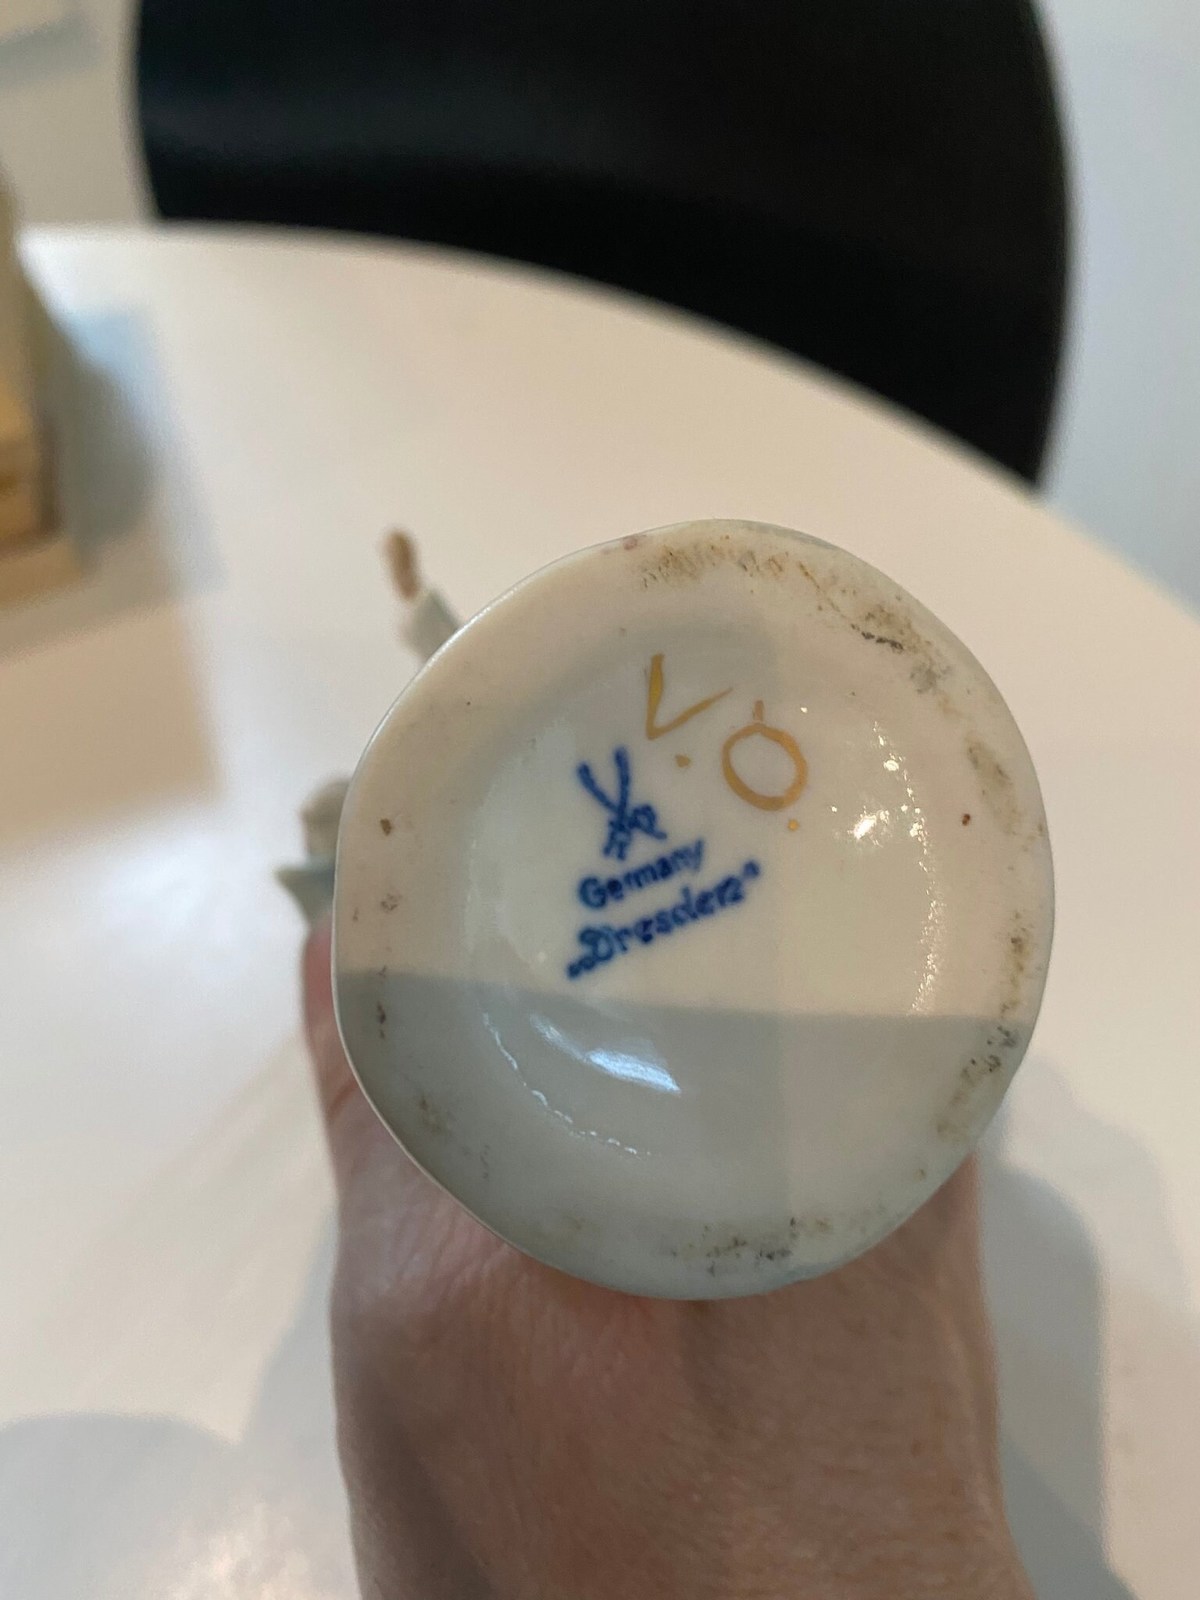 V. O.
Germany
„Dresden“